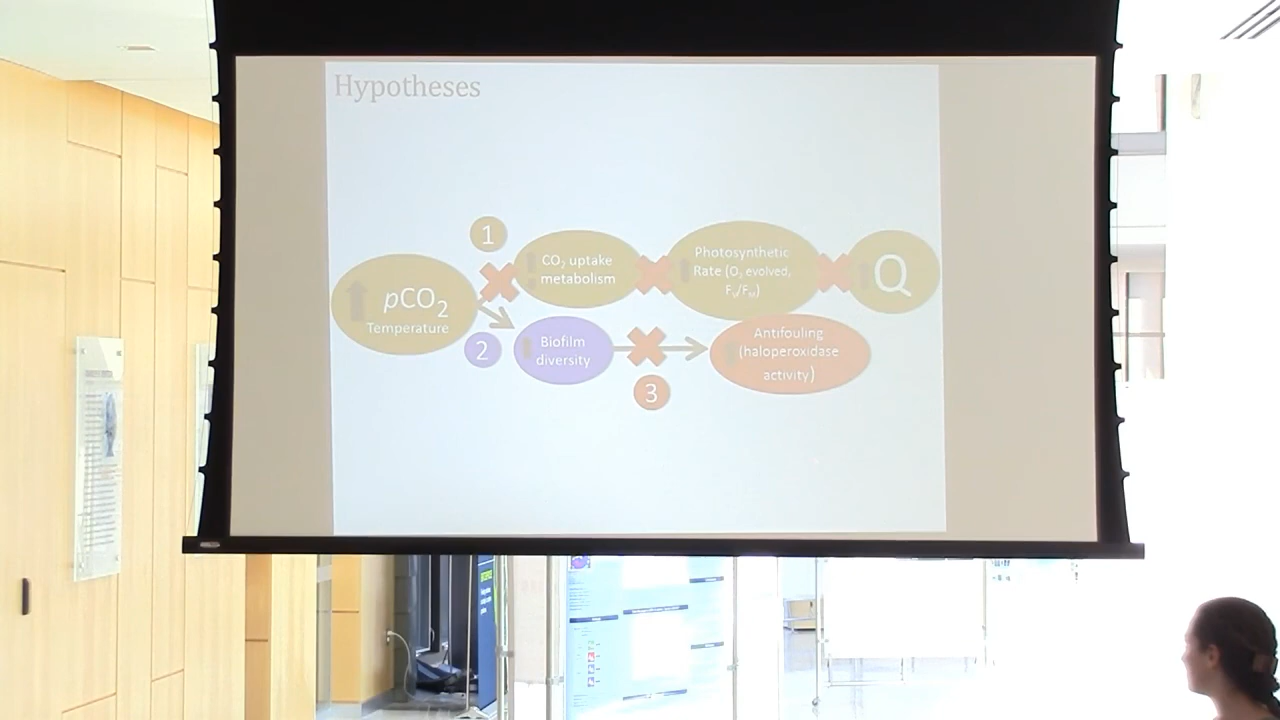 Hypotheses
1
CO₂ uptake
metabolism
Photosynthetic
Rate (O₂ evolved,
Fᵥ/Fₘ)
Q
pCO₂
Temperature
2
Biofilm
diversity
3
Antifouling
(haloperoxidase
activity)